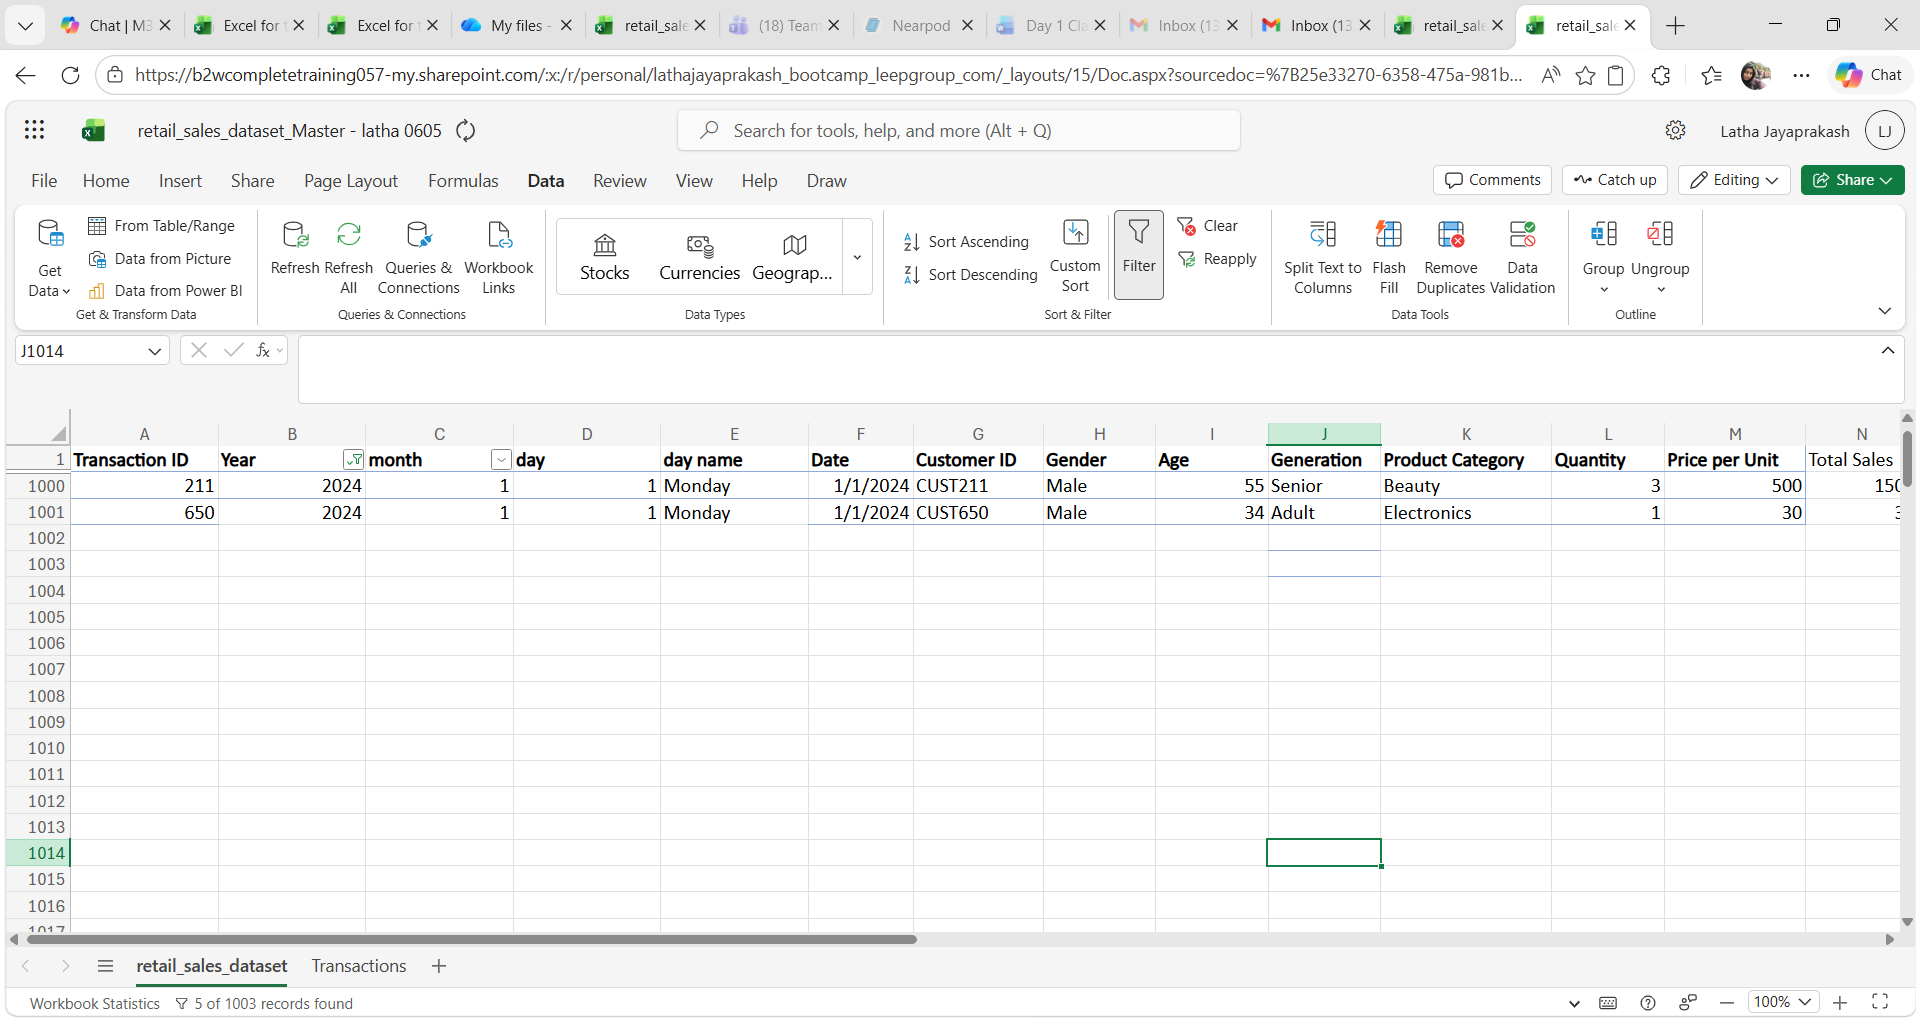 Chat | M3
Excel for t
Excel for t
My files -
retail_sale
(18) Team
Nearpod
Day 1 Cla
Inbox (13
Inbox (13
retail_sale
retail_sale
https://b2wcompletetraining057-my.sharepoint.com/:x:/r/personal/lathajayaprakash_bootcamp_leepgroup_com/_layouts/15/Doc.aspx?sourcedoc=%7B25e33270-6358-475a-981b...
Chat
retail_sales_dataset_Master - latha 0605
Search for tools, help, and more (Alt + Q)
Latha Jayaprakash
LJ
File Home Insert Share Page Layout Formulas Data Review View Help Draw
Comments
Catch up
Editing
Share
Get Data
From Table/Range
Data from Picture
Data from Power BI
Get & Transform Data
Refresh
Refresh All
Queries & Connections
Workbook Links
Queries & Connections
Stocks
Currencies
Geograp...
Data Types
Sort Ascending
Sort Descending
Custom Sort
Filter
Clear
Reapply
Sort & Filter
Split Text to Columns
Flash Fill
Remove Duplicates
Data Validation
Data Tools
Group
Ungroup
Outline
J1014
fx
A B C D E F G H I J K L M N
1 Transaction ID Year month day day name Date Customer ID Gender Age Generation Product Category Quantity Price per Unit Total Sales
1000 211 2024 1 1 Monday 1/1/2024 CUST211 Male 55 Senior Beauty 3 500 150
1001 650 2024 1 1 Monday 1/1/2024 CUST650 Male 34 Adult Electronics 1 30
1002
1003
1004
1005
1006
1007
1008
1009
1010
1011
1012
1013
1014
1015
1016
1017
retail_sales_dataset Transactions
Workbook Statistics 5 of 1003 records found
100%